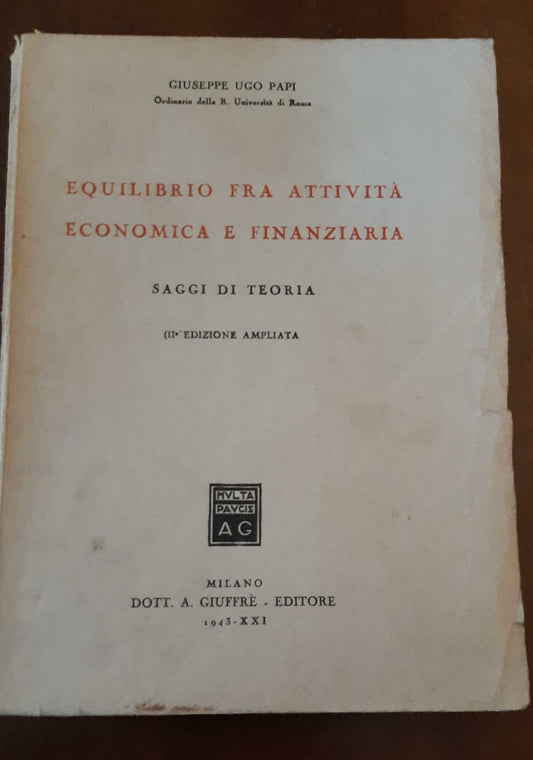 GIUSEPPE UGO PAPI
Ordinario della R. Università di Roma
EQUILIBRIO FRA ATTIVITÀ
ECONOMICA E FINANZIARIA
SAGGI DI TEORIA
(IIª EDIZIONE AMPLIATA
MVLTA
PAVCIS
AG
MILANO
DOTT. A. GIUFFRÈ - EDITORE
1943-XXI